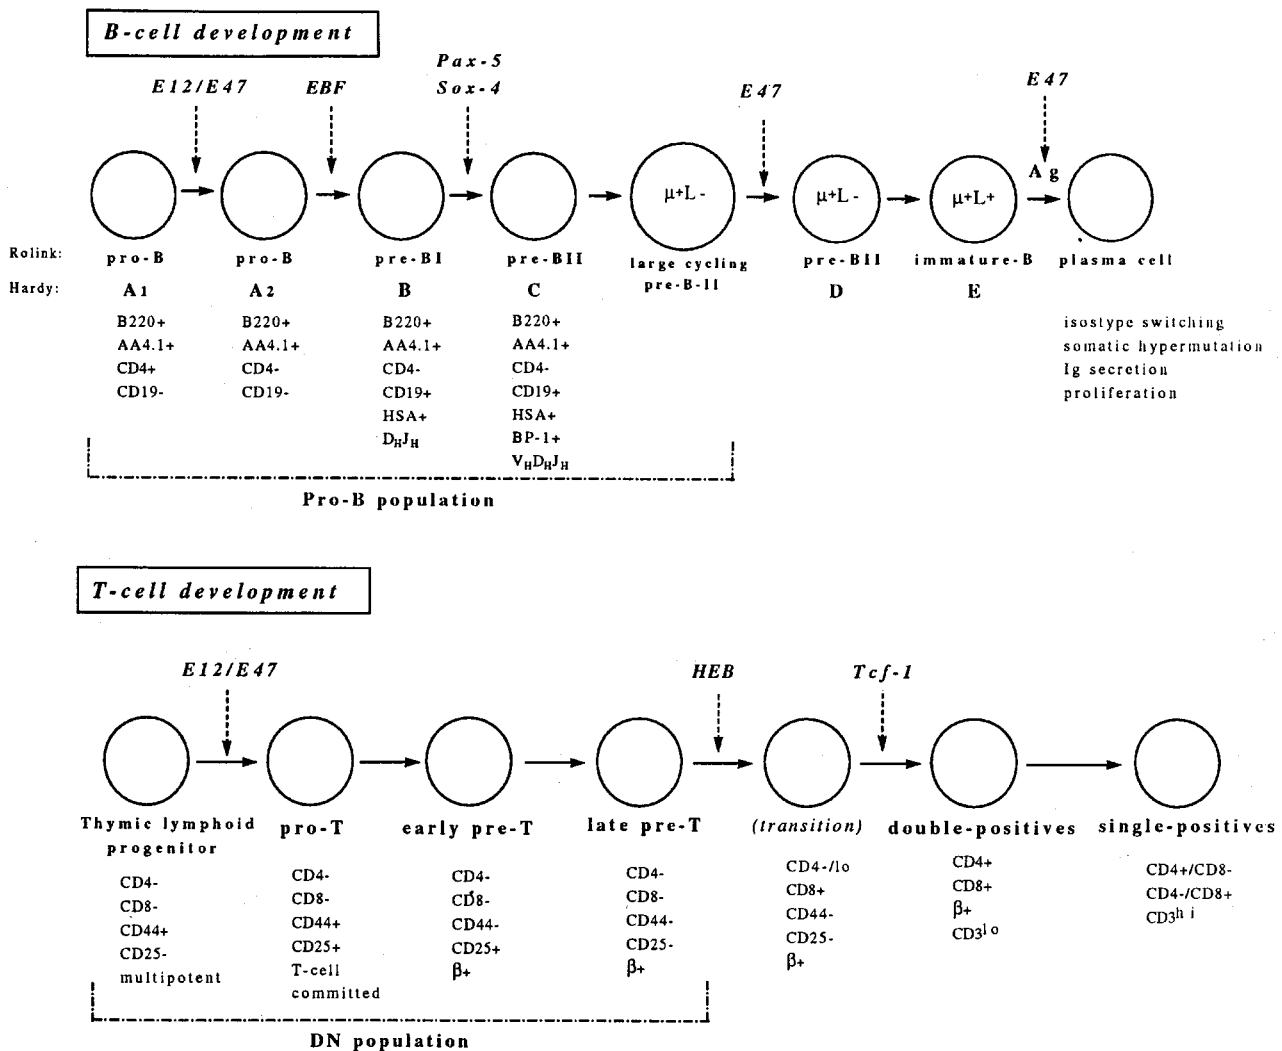 B-cell development
Pax-5
E12/E47 EBF Sox-4 E47 E47
Ag
μ+L- μ+L- μ+L+
Rolink: pro-B pro-B pre-BI pre-BII large cycling pre-BII immature-B plasma cell
pre-B-II
Hardy: A1 A2 B C D E
B220+ B220+ B220+ B220+ isostype switching
AA4.1+ AA4.1+ AA4.1+ AA4.1+ somatic hypermutation
CD4+ CD4- CD4- CD4- Ig secretion
CD19- CD19- CD19+ CD19+ proliferation
HSA+ HSA+
DHJH BP-1+
VHDHJH
Pro-B population
T-cell development
E12/E47 HEB Tcf-1
Thymic lymphoid pro-T early pre-T late pre-T (transition) double-positives single-positives
progenitor
CD4- CD4- CD4- CD4- CD4-/lo CD4+ CD4+/CD8-
CD8- CD8- CD8- CD8- CD8+ CD8+ CD4-/CD8+
CD44+ CD44+ CD44- CD44- CD44- β+ CD3hi
CD25- CD25+ CD25+ CD25- CD25- CD3lo
multipotent T-cell β+ β+ β+
committed
DN population